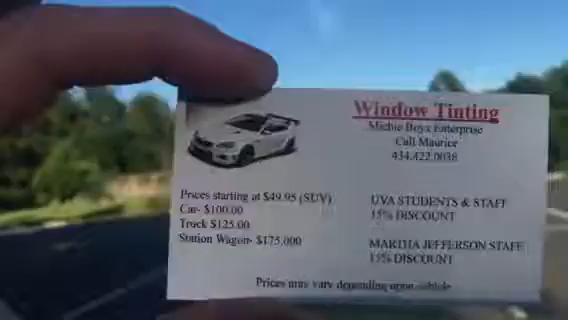 Window Tinting
Michie Boyz Enterprise
Call Maurice
434.422.0038
Prices starting at $49.95 (SUV)
Car- $100.00
Truck $125.00
Station Wagon- $175.000
UVA STUDENTS & STAFF
15% DISCOUNT
MARTHA JEFFERSON STAFF
15% DISCOUNT
Prices may vary depending upon vehicle